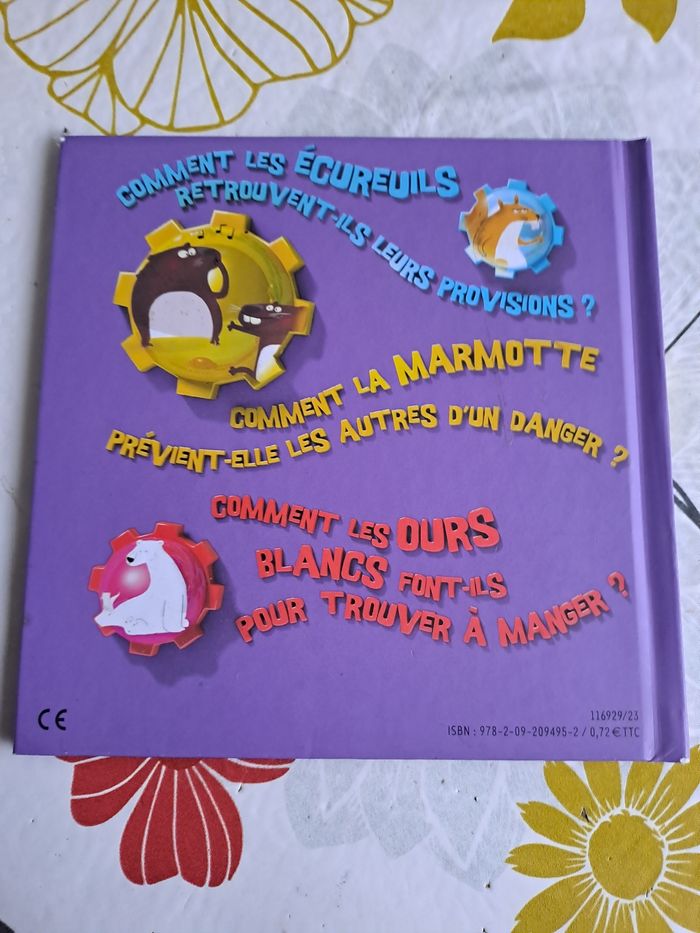 COMMENT LES ÉCUREUILS
RETROUVENT-ILS LEURS PROVISIONS ?
COMMENT LA MARMOTTE
PRÉVIENT-ELLE LES AUTRES D'UN DANGER ?
COMMENT LES OURS
BLANCS FONT-ILS
POUR TROUVER À MANGER ?
CE
116929/23
ISBN : 978-2-09-209495-2 / 0,72 € TTC